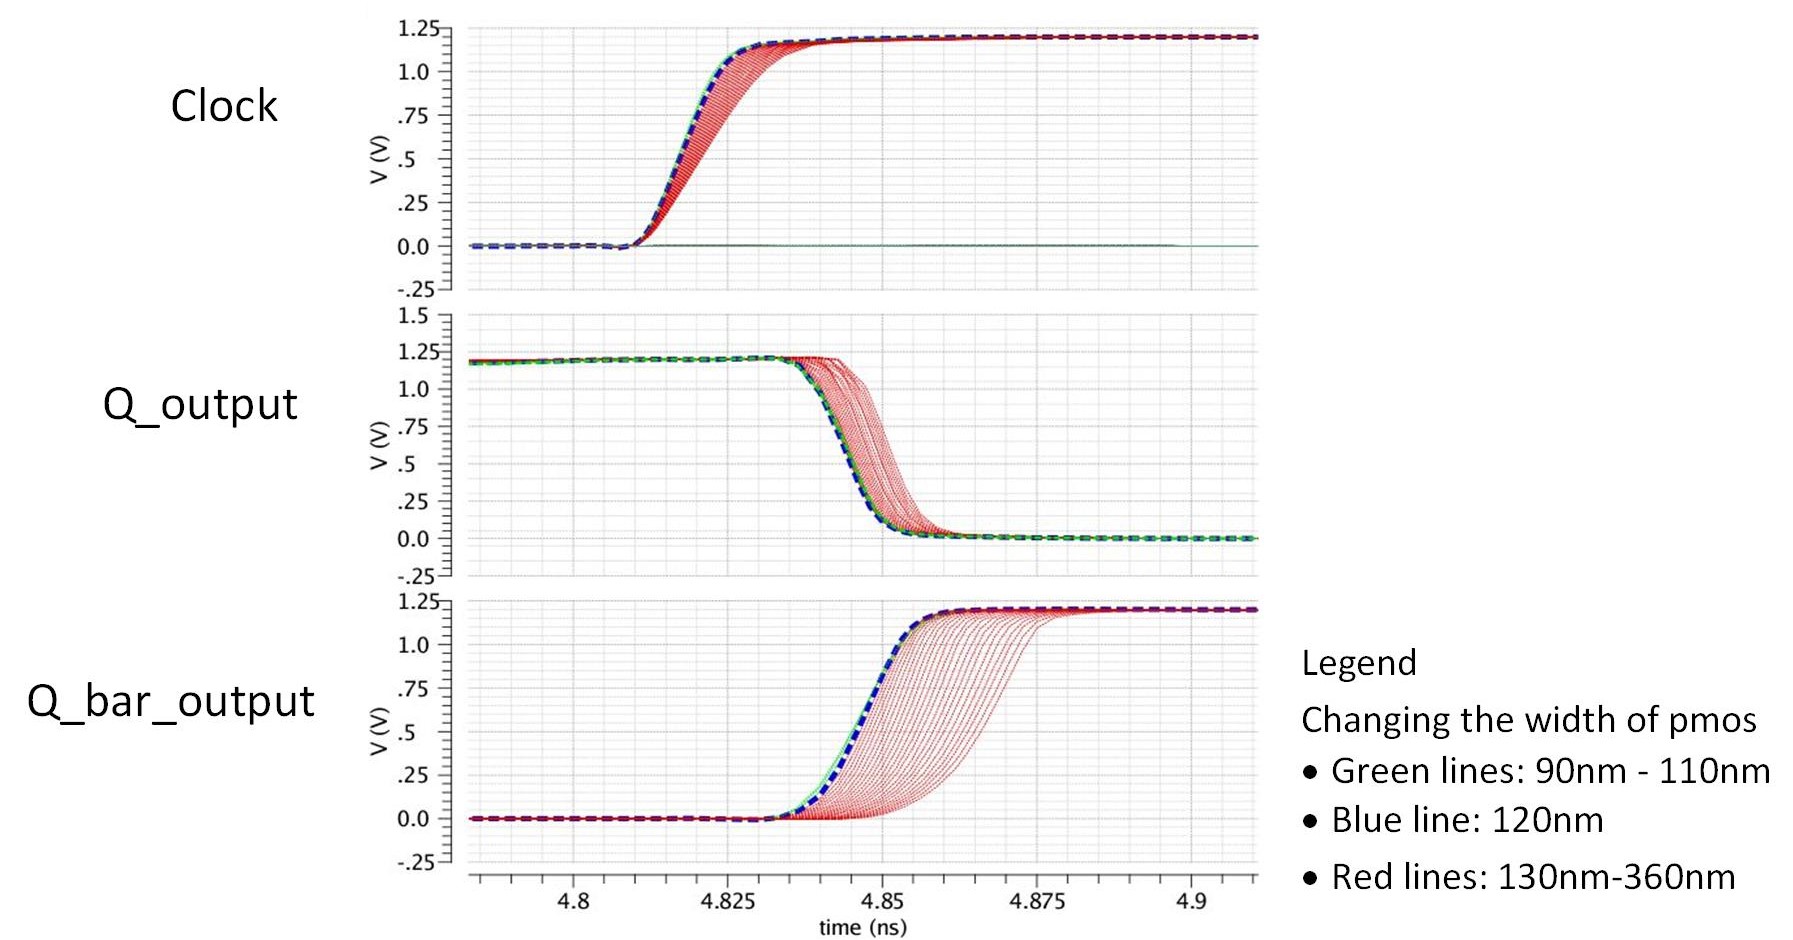 Clock
1.25
1.0
.75
.5
.25
0.0
-.25
V (V)
Q_output
1.5
1.25
1.0
.75
.5
.25
0.0
-.25
V (V)
Q_bar_output
1.25
1.0
.75
.5
.25
0.0
-.25
V (V)
4.8 4.825 4.85 4.875 4.9
time (ns)
Legend
Changing the width of pmos
• Green lines: 90nm - 110nm
• Blue line: 120nm
• Red lines: 130nm-360nm